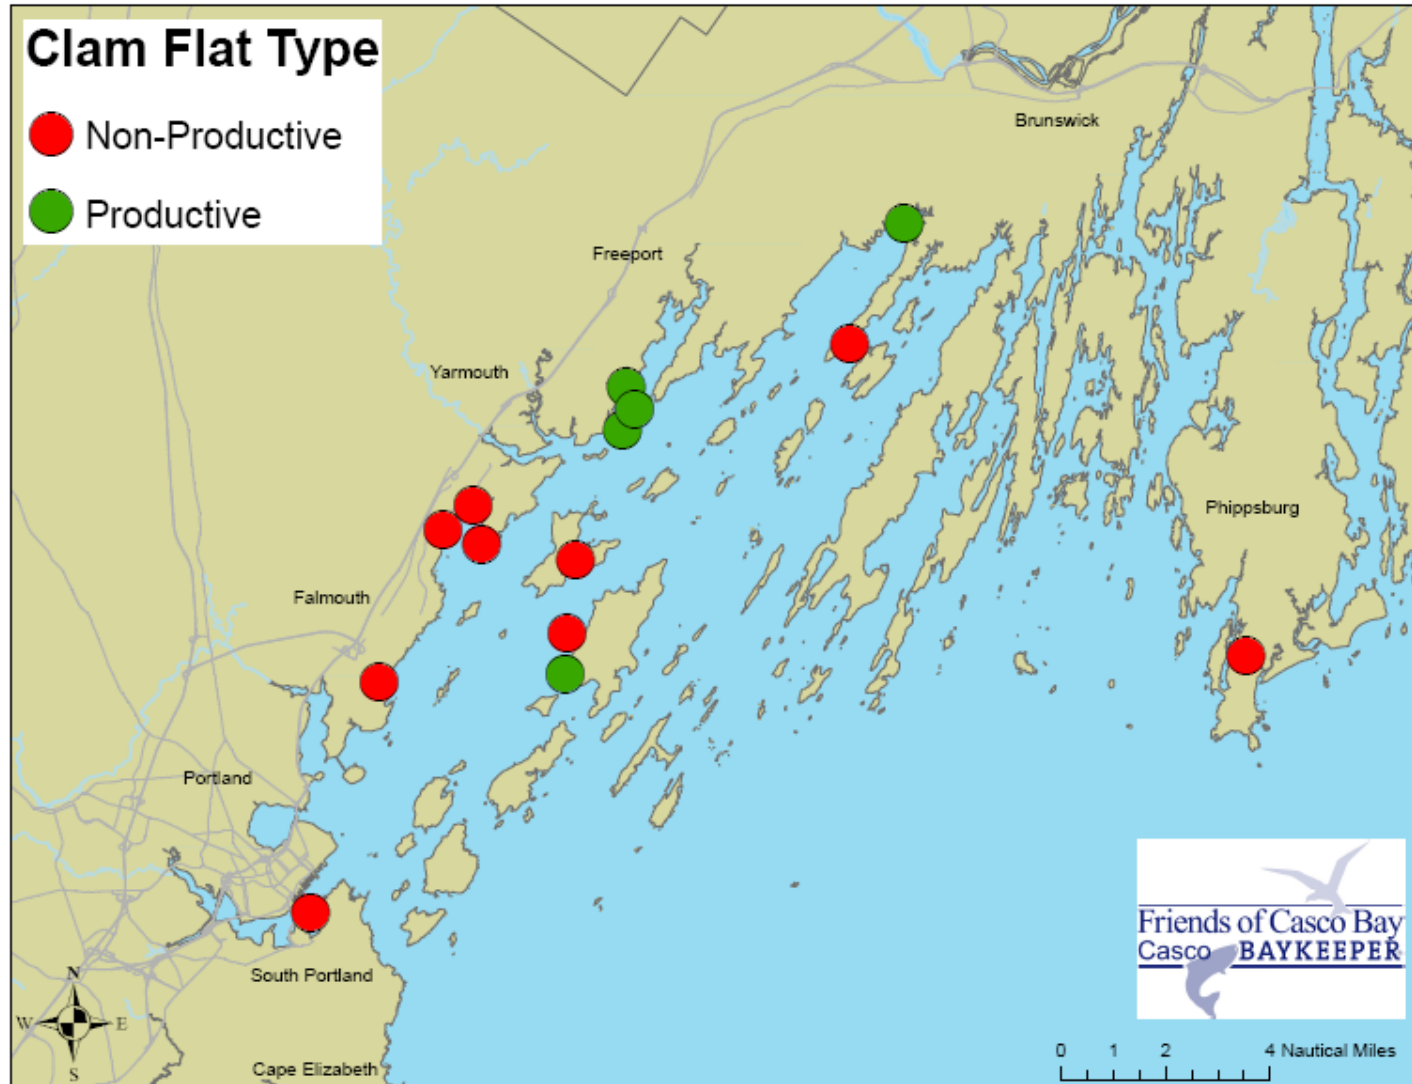 Clam Flat Type
Non-Productive
Productive
Brunswick
Freeport
Yarmouth
Phippsburg
Falmouth
Portland
South Portland
Cape Elizabeth
N
W E
S
Friends of Casco Bay
Casco BAYKEEPER
0 1 2 4 Nautical Miles